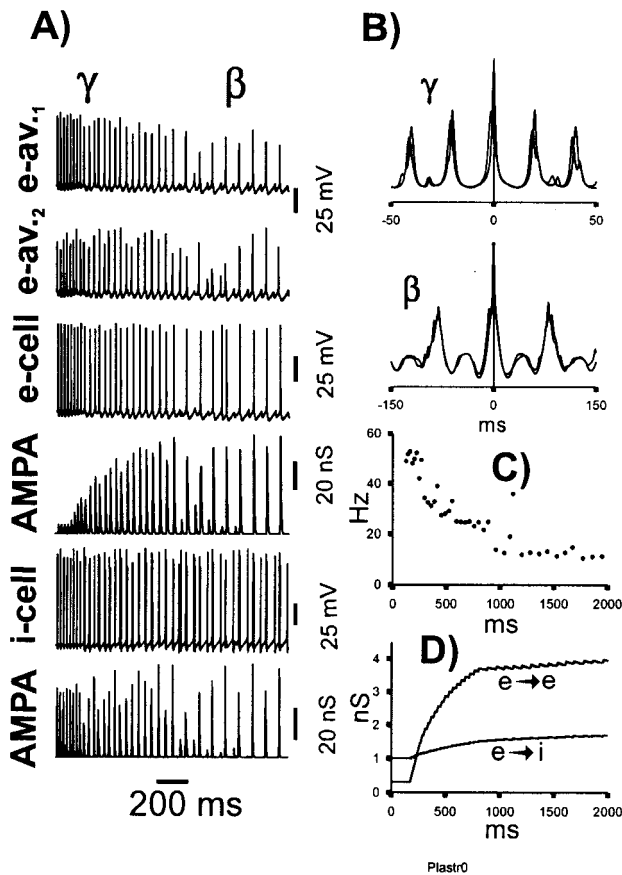 A)
γ β
e-av.1
25 mV
e-av.2
e-cell
25 mV
AMPA
20 nS
i-cell
25 mV
AMPA
20 nS
200 ms
B)
γ
-50 0 50
β
-150 0 150
ms
C)
60
40
20
0
Hz
0 500 1000 1500 2000
ms
D)
4
3
2
1
0
nS
e→e
e→i
0 500 1000 1500 2000
ms
Plastr0